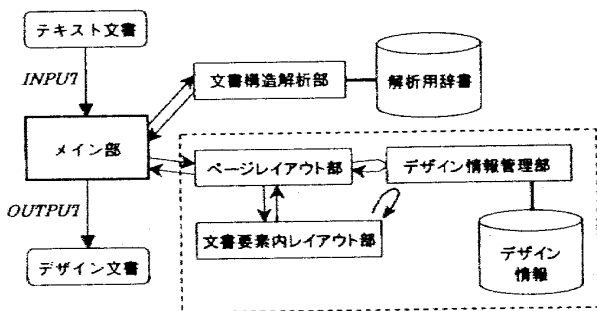 テキスト文書
INPUT
文書構造解析部
解析用辞書
メイン部
ページレイアウト部
デザイン情報管理部
OUTPUT
文書要素内レイアウト部
デザイン文書
デザイン
情報